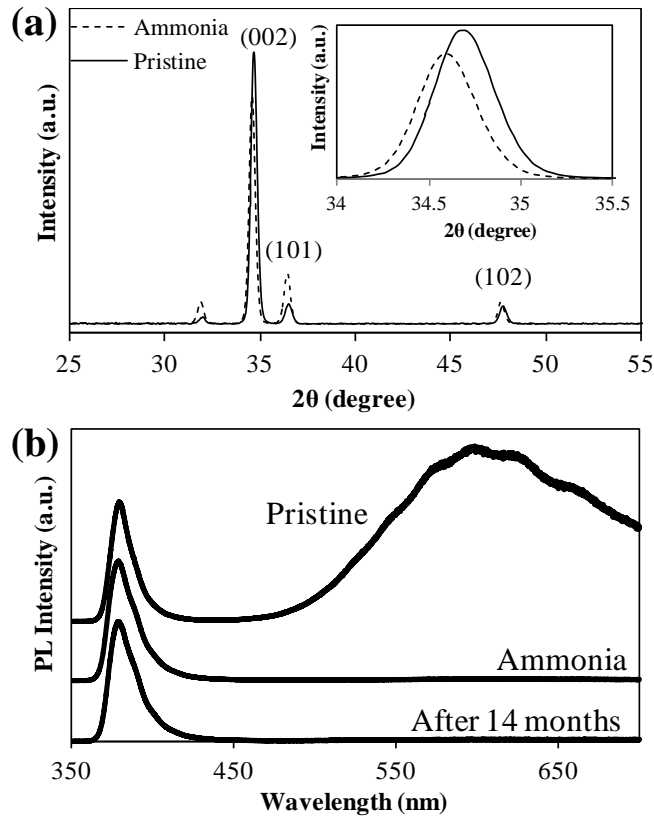 (a)
Ammonia
Pristine
(002)
(101)
(102)
Intensity (a.u.)
25 30 35 40 45 50 55
2θ (degree)
Intensity (a.u.)
34 34.5 35 35.5
2θ (degree)
(b)
Pristine
Ammonia
After 14 months
PL Intensity (a.u.)
350 450 550 650
Wavelength (nm)